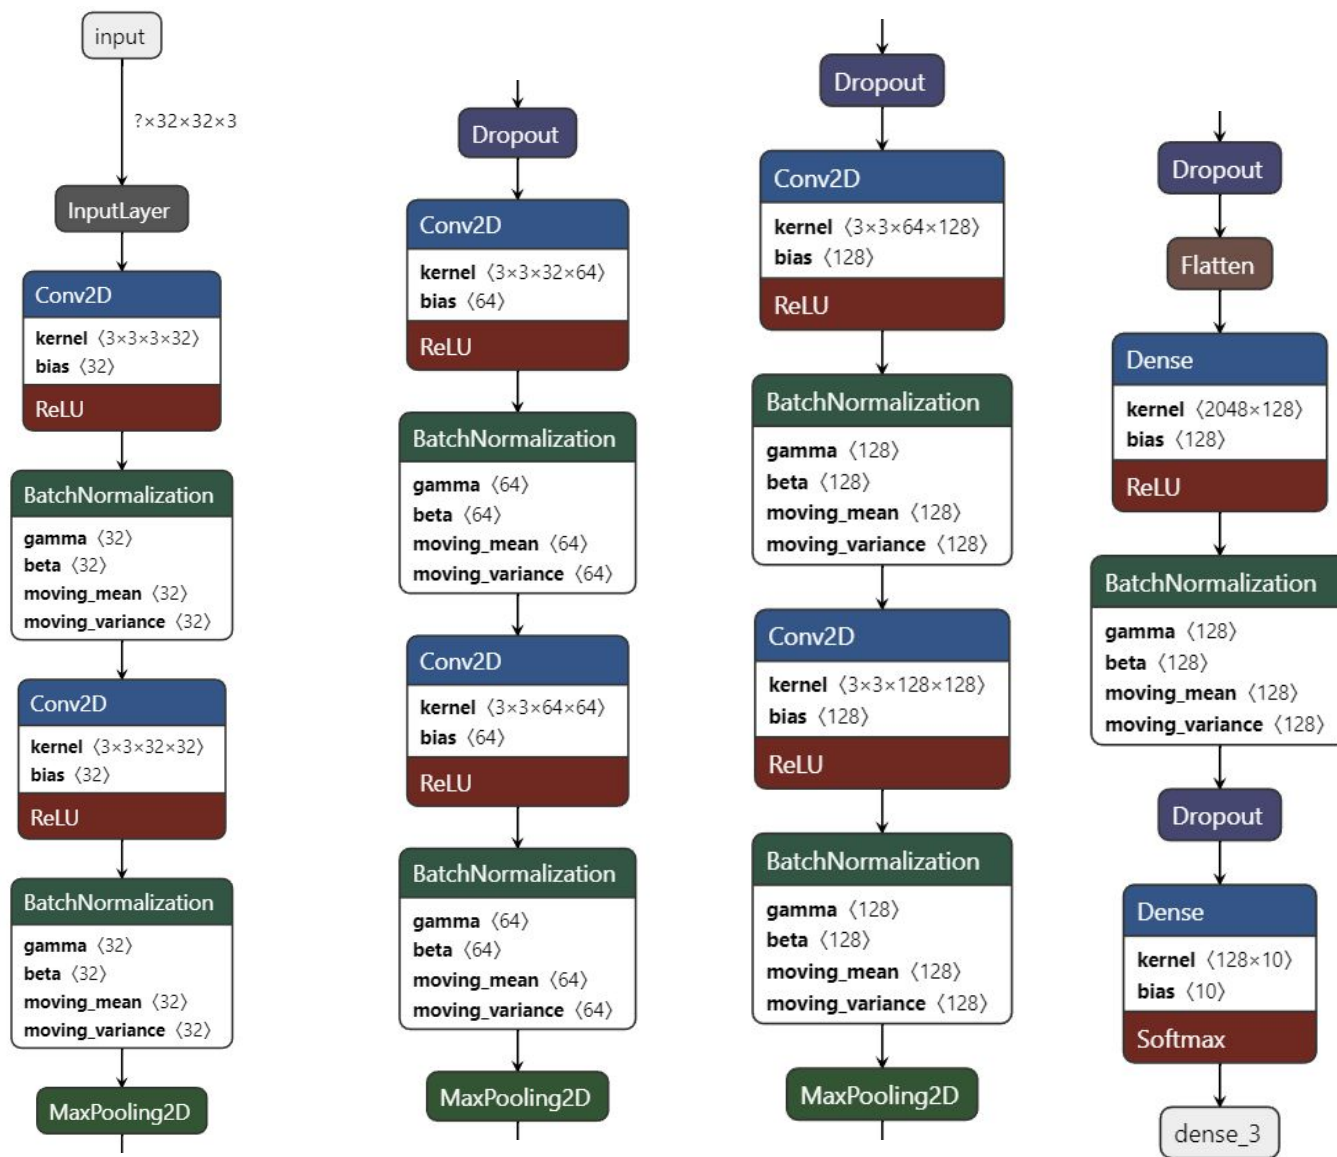 input
?×32×32×3
InputLayer
Conv2D
kernel ⟨3×3×3×32⟩
bias ⟨32⟩
ReLU
BatchNormalization
gamma ⟨32⟩
beta ⟨32⟩
moving_mean ⟨32⟩
moving_variance ⟨32⟩
Conv2D
kernel ⟨3×3×32×32⟩
bias ⟨32⟩
ReLU
BatchNormalization
gamma ⟨32⟩
beta ⟨32⟩
moving_mean ⟨32⟩
moving_variance ⟨32⟩
MaxPooling2D
Dropout
Conv2D
kernel ⟨3×3×32×64⟩
bias ⟨64⟩
ReLU
BatchNormalization
gamma ⟨64⟩
beta ⟨64⟩
moving_mean ⟨64⟩
moving_variance ⟨64⟩
Conv2D
kernel ⟨3×3×64×64⟩
bias ⟨64⟩
ReLU
BatchNormalization
gamma ⟨64⟩
beta ⟨64⟩
moving_mean ⟨64⟩
moving_variance ⟨64⟩
MaxPooling2D
Dropout
Conv2D
kernel ⟨3×3×64×128⟩
bias ⟨128⟩
ReLU
BatchNormalization
gamma ⟨128⟩
beta ⟨128⟩
moving_mean ⟨128⟩
moving_variance ⟨128⟩
Conv2D
kernel ⟨3×3×128×128⟩
bias ⟨128⟩
ReLU
BatchNormalization
gamma ⟨128⟩
beta ⟨128⟩
moving_mean ⟨128⟩
moving_variance ⟨128⟩
MaxPooling2D
Dropout
Flatten
Dense
kernel ⟨2048×128⟩
bias ⟨128⟩
ReLU
BatchNormalization
gamma ⟨128⟩
beta ⟨128⟩
moving_mean ⟨128⟩
moving_variance ⟨128⟩
Dropout
Dense
kernel ⟨128×10⟩
bias ⟨10⟩
Softmax
dense_3